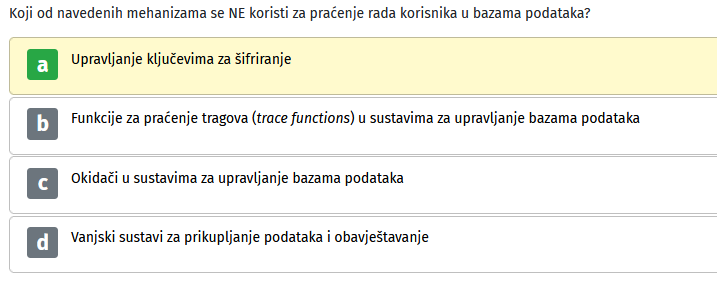 Koji od navedenih mehanizama se NE koristi za praćenje rada korisnika u bazama podataka?
a
Upravljanje ključevima za šifriranje
b
Funkcije za praćenje tragova (trace functions) u sustavima za upravljanje bazama podataka
c
Okidači u sustavima za upravljanje bazama podataka
d
Vanjski sustavi za prikupljanje podataka i obavještavanje